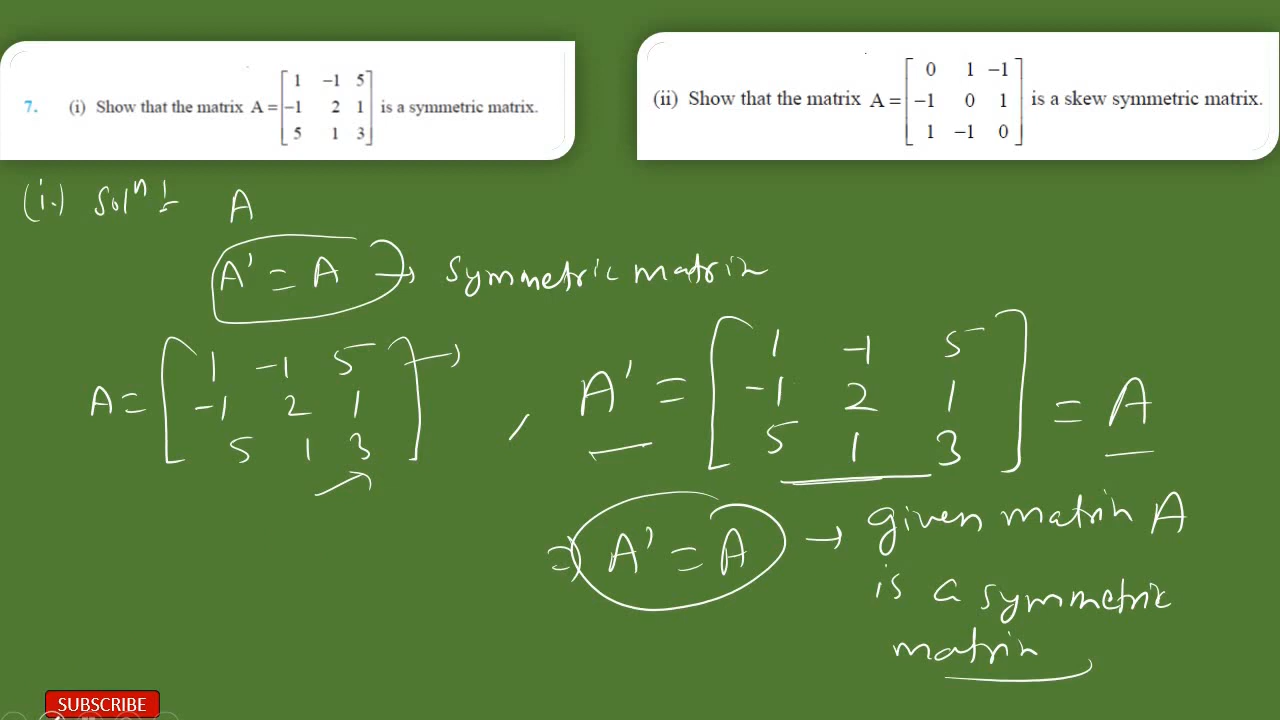 7. (i) Show that the matrix A = [ 1 -1 5 ] is a symmetric matrix.
[ -1 2 1 ]
[ 5 1 3 ]
(ii) Show that the matrix A = [ 0 1 -1 ] is a skew symmetric matrix.
[ -1 0 1 ]
[ 1 -1 0 ]
(i.) Solⁿ :- A
A' = A → symmetric matrix
A = [ 1 -1 5 ] →
[ -1 2 1 ]
[ 5 1 3 ]
, A' = [ 1 -1 5 ] = A
[ -1 2 1 ]
[ 5 1 3 ]
⇒ A' = A → given matrix A
is a symmetric
matrix
SUBSCRIBE